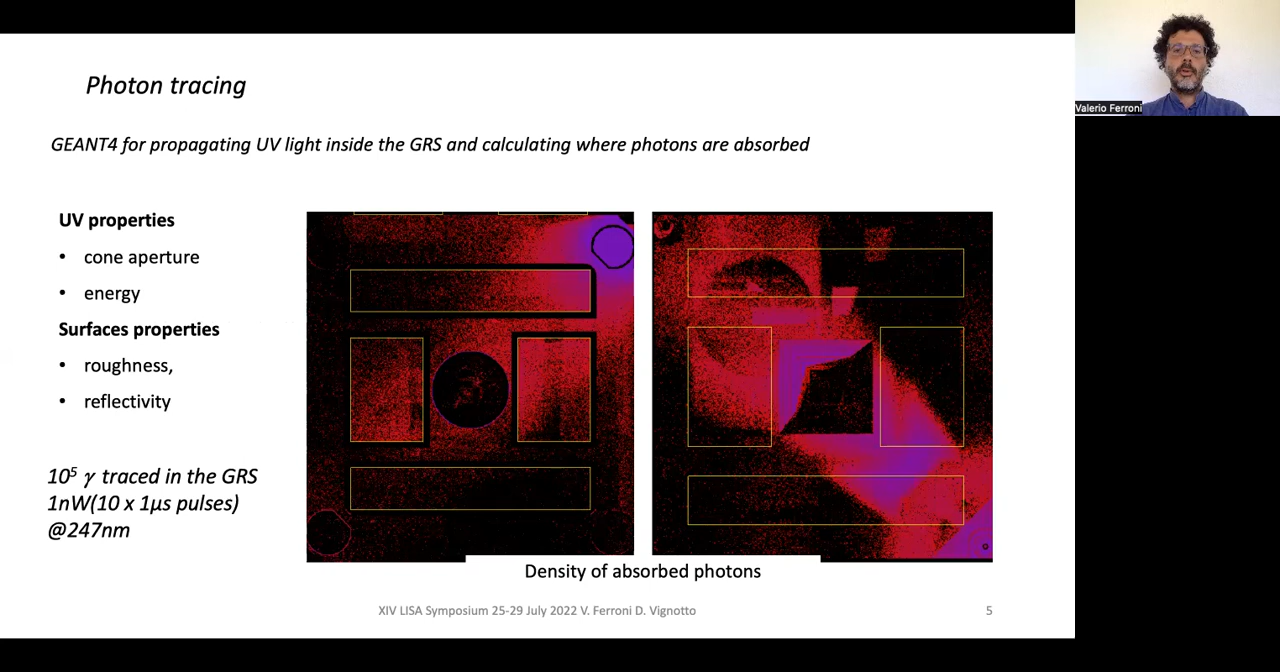 Photon tracing
GEANT4 for propagating UV light inside the GRS and calculating where photons are absorbed
UV properties
• cone aperture
• energy
Surfaces properties
• roughness,
• reflectivity
10⁵ γ traced in the GRS
1nW(10 x 1μs pulses)
@247nm
Density of absorbed photons
XIV LISA Symposium 25-29 July 2022 V. Ferroni D. Vignotto
5
Valerio Ferroni